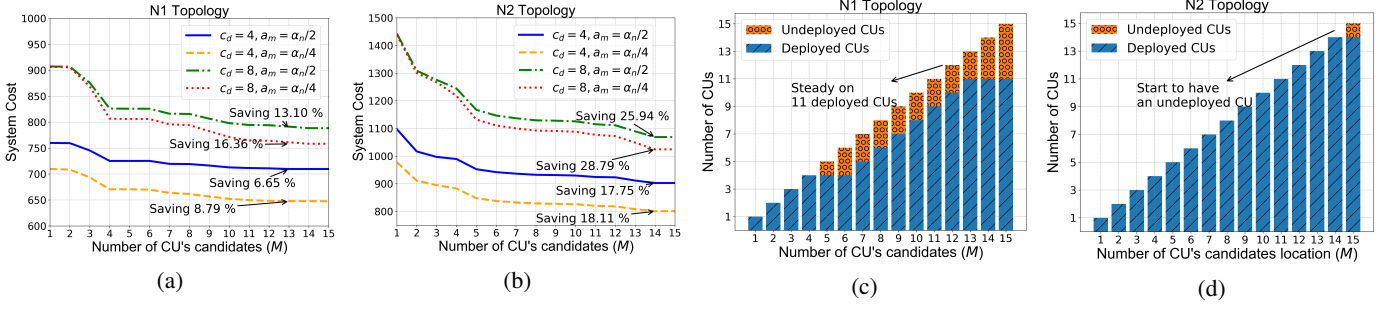 N1 Topology
System Cost
1000
950
900
850
800
750
700
650
600
c_d = 4, a_m = α_n/2
c_d = 4, a_m = α_n/4
c_d = 8, a_m = α_n/2
c_d = 8, a_m = α_n/4
Saving 13.10 %
Saving 16.36 %
Saving 6.65 %
Saving 8.79 %
1 2 3 4 5 6 7 8 9 10 11 12 13 14 15
Number of CU's candidates (M)
(a)
N2 Topology
System Cost
1500
1400
1300
1200
1100
1000
900
800
c_d = 4, a_m = α_n/2
c_d = 4, a_m = α_n/4
c_d = 8, a_m = α_n/2
c_d = 8, a_m = α_n/4
Saving 25.94 %
Saving 28.79 %
Saving 17.75 %
Saving 18.11 %
1 2 3 4 5 6 7 8 9 10 11 12 13 14 15
Number of CU's candidates (M)
(b)
N1 Topology
Number of CUs
15
13
11
9
7
5
3
1
Undeployed CUs
Deployed CUs
Steady on
11 deployed CUs
1 2 3 4 5 6 7 8 9 10 11 12 13 14 15
Number of CU's candidates (M)
(c)
N2 Topology
Number of CUs
15
13
11
9
7
5
3
1
Undeployed CUs
Deployed CUs
Start to have
an undeployed CU
1 2 3 4 5 6 7 8 9 10 11 12 13 14 15
Number of CU's candidates location (M)
(d)